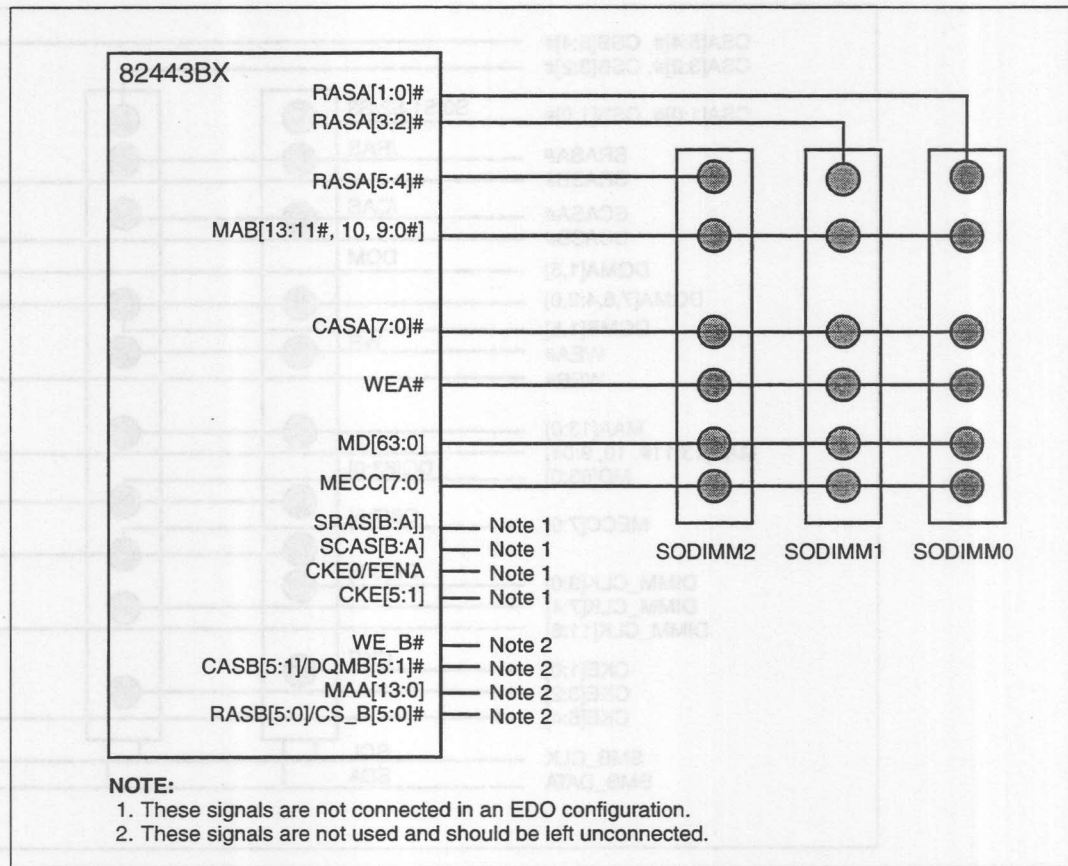 82443BX
RASA[1:0]#
RASA[3:2]#
RASA[5:4]#
MAB[13:11#, 10, 9:0#]
CASA[7:0]#
WEA#
MD[63:0]
MECC[7:0]
SRAS[B:A]] Note 1
SCAS[B:A] Note 1
CKE0/FENA Note 1
CKE[5:1] Note 1
WE_B# Note 2
CASB[5:1]/DQMB[5:1]# Note 2
MAA[13:0] Note 2
RASB[5:0]/CS_B[5:0]# Note 2
SODIMM2 SODIMM1 SODIMM0
NOTE:
1. These signals are not connected in an EDO configuration.
2. These signals are not used and should be left unconnected.